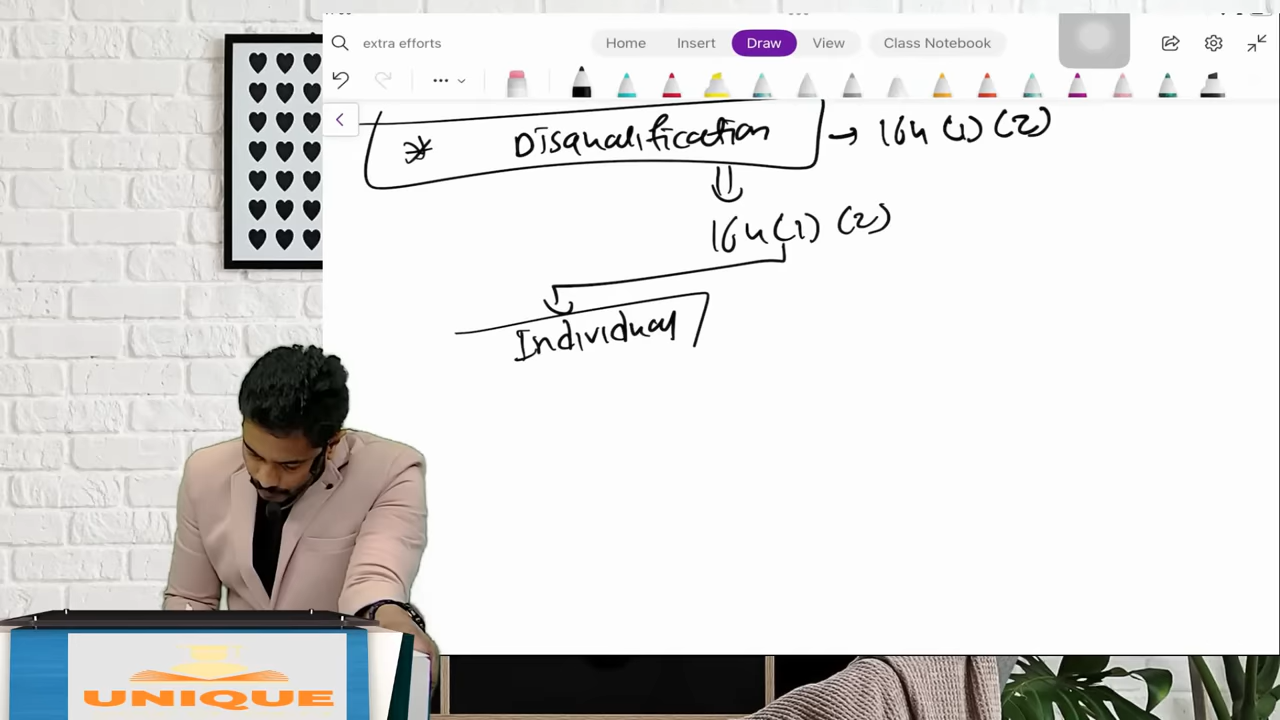 extra efforts
Home Insert Draw View Class Notebook
* Disqualification → 164 (1) (2)
164 (1) (2)
Individual
UNIQUE